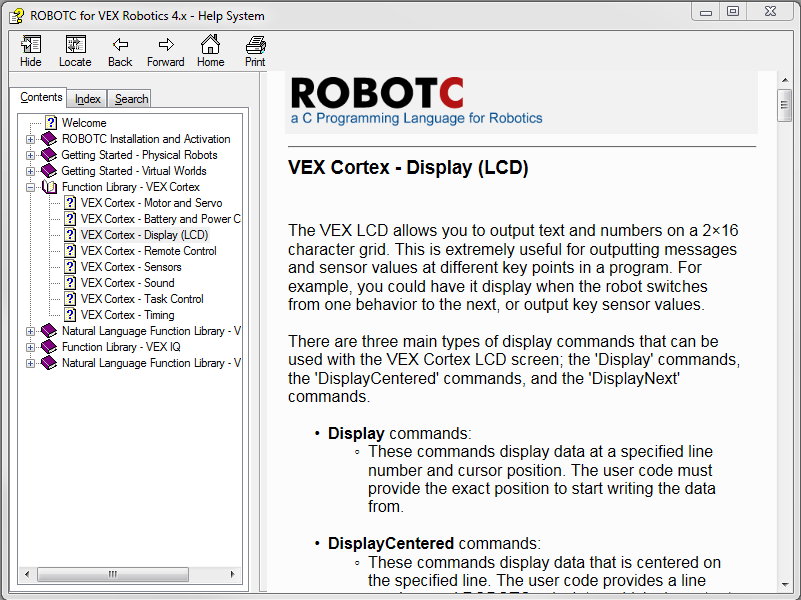 ROBOTC for VEX Robotics 4.x - Help System
Hide Locate Back Forward Home Print
Contents Index Search
Welcome
ROBOTC Installation and Activation
Getting Started - Physical Robots
Getting Started - Virtual Worlds
Function Library - VEX Cortex
VEX Cortex - Motor and Servo
VEX Cortex - Battery and Power C
VEX Cortex - Display (LCD)
VEX Cortex - Remote Control
VEX Cortex - Sensors
VEX Cortex - Sound
VEX Cortex - Task Control
VEX Cortex - Timing
Natural Language Function Library - V
Function Library - VEX IQ
Natural Language Function Library - V
ROBOTC
a C Programming Language for Robotics
VEX Cortex - Display (LCD)
The VEX LCD allows you to output text and numbers on a 2×16
character grid. This is extremely useful for outputting messages
and sensor values at different key points in a program. For
example, you could have it display when the robot switches
from one behavior to the next, or output key sensor values.
There are three main types of display commands that can be
used with the VEX Cortex LCD screen; the 'Display' commands,
the 'DisplayCentered' commands, and the 'DisplayNext'
commands.
• Display commands:
◦ These commands display data at a specified line
number and cursor position. The user code must
provide the exact position to start writing the data
from.
• DisplayCentered commands:
◦ These commands display data that is centered on
the specified line. The user code provides a line